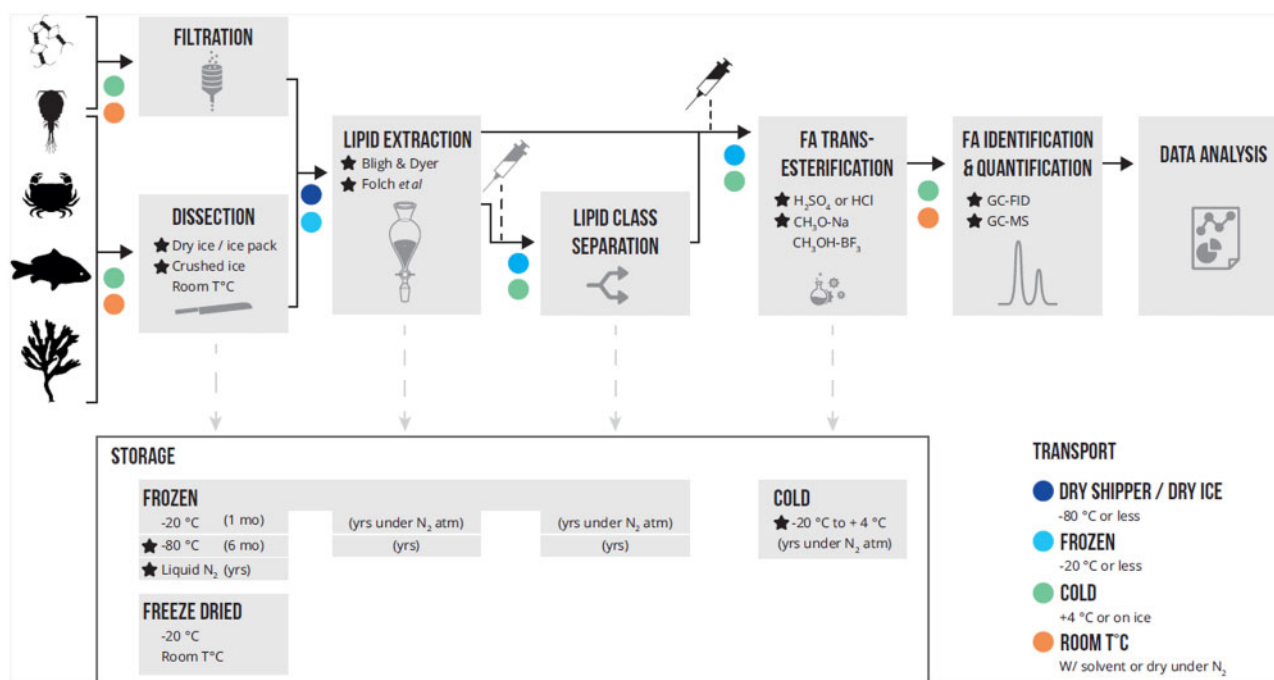 FILTRATION
DISSECTION
Dry ice / ice pack
Crushed ice
Room T°C
LIPID EXTRACTION
Bligh & Dyer
Folch et al
LIPID CLASS
SEPARATION
FA TRANS-
ESTERIFICATION
H₂SO₄ or HCl
CH₃O-Na
CH₃OH-BF₃
FA IDENTIFICATION
& QUANTIFICATION
GC-FID
GC-MS
DATA ANALYSIS
STORAGE
FROZEN
-20 °C (1 mo) (yrs under N₂ atm) (yrs under N₂ atm)
-80 °C (6 mo) (yrs) (yrs)
Liquid N₂ (yrs)
FREEZE DRIED
-20 °C
Room T°C
COLD
-20 °C to + 4 °C
(yrs under N₂ atm)
TRANSPORT
DRY SHIPPER / DRY ICE
-80 °C or less
FROZEN
-20 °C or less
COLD
+4 °C or on ice
ROOM T°C
W/ solvent or dry under N₂